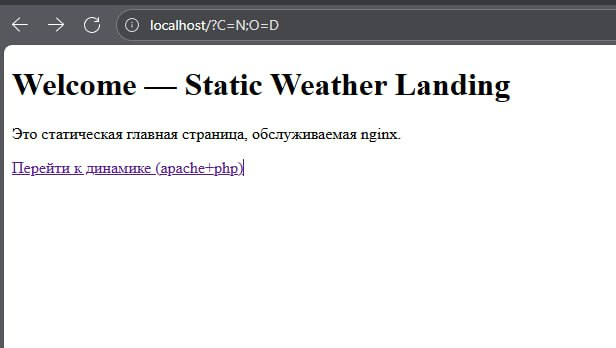 localhost/?C=N;O=D
Welcome — Static Weather Landing
Это статическая главная страница, обслуживаемая nginx.
Перейти к динамике (apache+php)